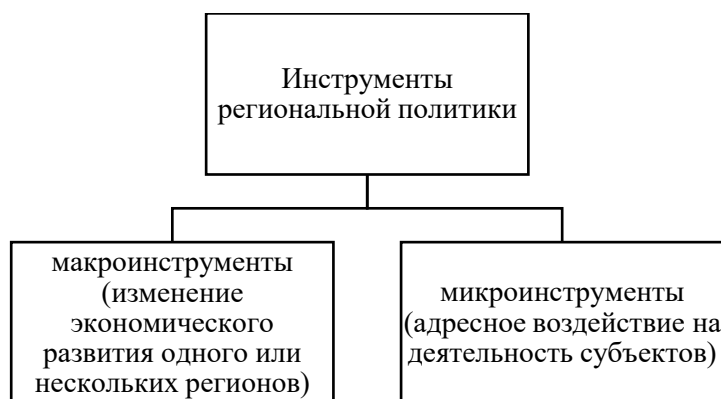 Инструменты
региональной политики
макроинструменты
(изменение
экономического
развития одного или
нескольких регионов)
микроинструменты
(адресное воздействие на
деятельность субъектов)